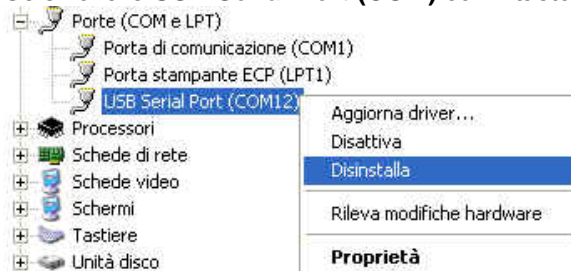 Porte (COM e LPT)
Porta di comunicazione (COM1)
Porta stampante ECP (LPT1)
USB Serial Port (COM12)
Processori
Schede di rete
Schede video
Schermi
Tastiere
Unità disco
Aggiorna driver...
Disattiva
Disinstalla
Rileva modifiche hardware
Proprietà